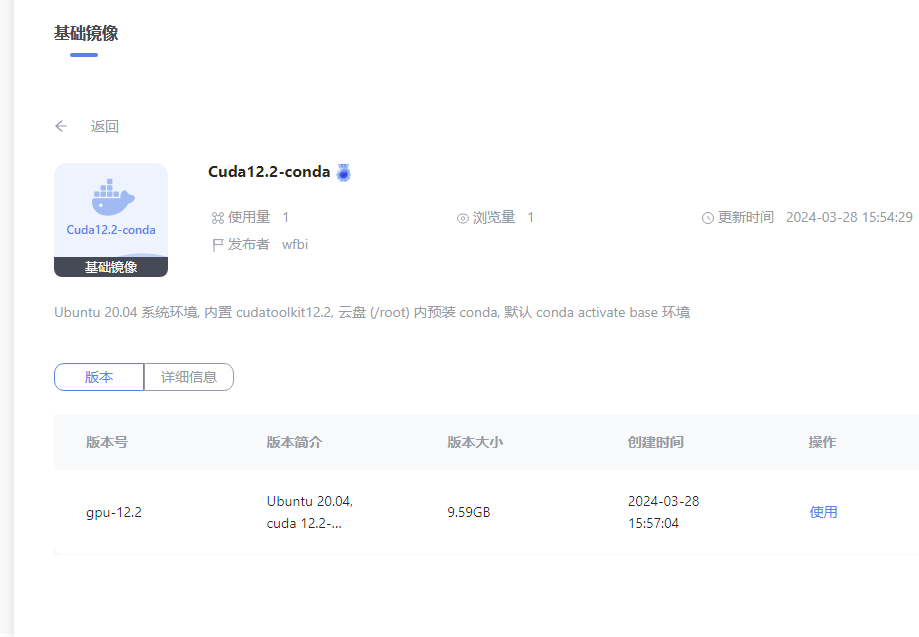 基础镜像
返回
Cuda12.2-conda
Cuda12.2-conda
基础镜像
使用量 1
浏览量 1
更新时间 2024-03-28 15:54:29
发布者 wfbi
Ubuntu 20.04 系统环境, 内置 cudatoolkit12.2, 云盘 (/root) 内预装 conda, 默认 conda activate base 环境
版本 详细信息
版本号 版本简介 版本大小 创建时间 操作
gpu-12.2
Ubuntu 20.04,
cuda 12.2-...
9.59GB
2024-03-28
15:57:04
使用